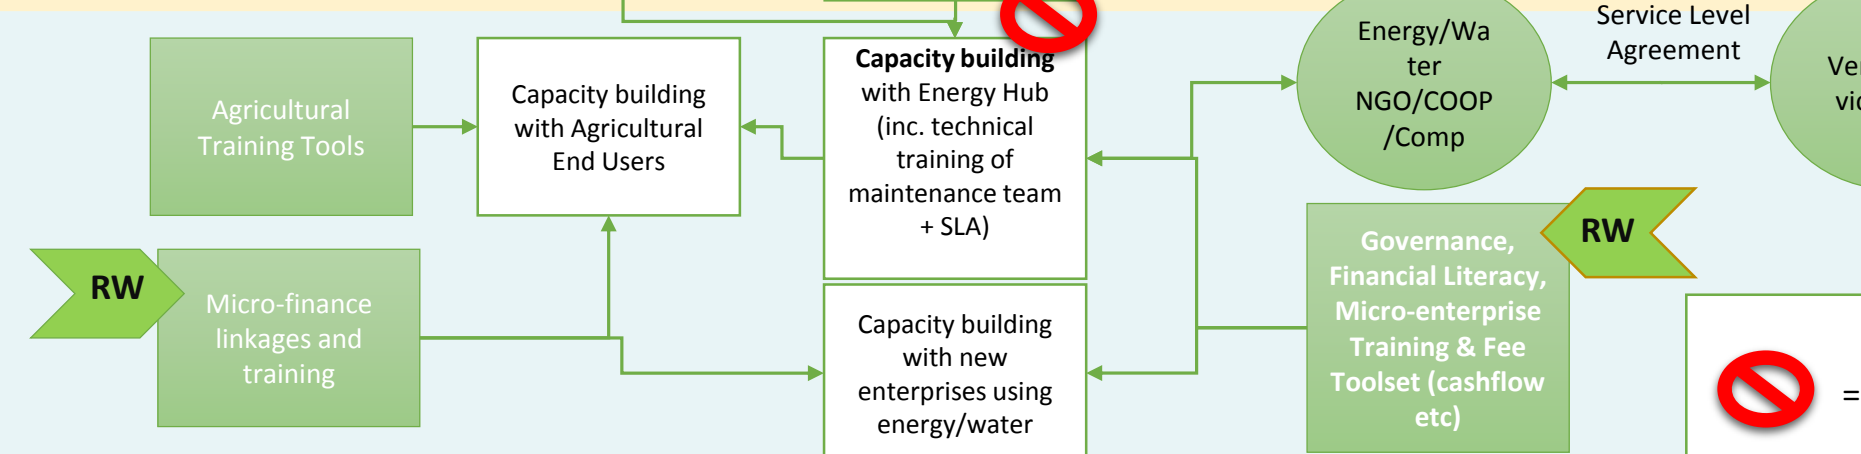 Service Level
Agreement
Energy/Wa
ter
NGO/COOP
/Comp
Agricultural
Training Tools
Capacity building
with Agricultural
End Users
Capacity building
with Energy Hub
(inc. technical
training of
maintenance team
+ SLA)
RW
Micro-finance
linkages and
training
Capacity building
with new
enterprises using
energy/water
Governance,
Financial Literacy,
Micro-enterprise
Training & Fee
Toolset (cashflow
etc)
RW
=